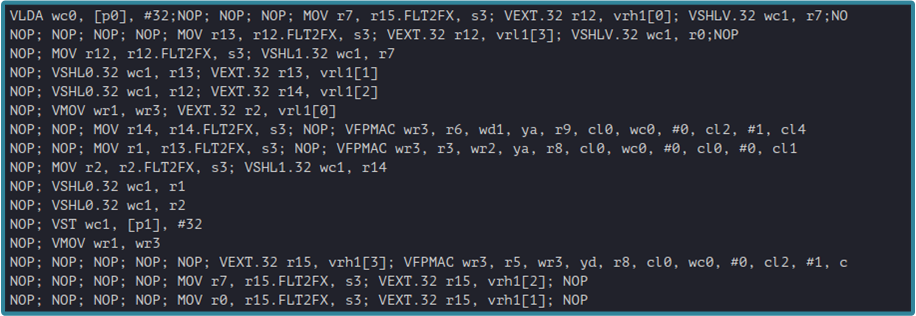 VLDA wc0, [p0], #32;NOP; NOP; NOP; MOV r7, r15.FLT2FX, s3; VEXT.32 r12, vrh1[0]; VSHLV.32 wc1, r7;NO
NOP; NOP; NOP; NOP; MOV r13, r12.FLT2FX, s3; VEXT.32 r12, vrl1[3]; VSHLV.32 wc1, r0;NOP
NOP; MOV r12, r12.FLT2FX, s3; VSHL1.32 wc1, r7
NOP; VSHL0.32 wc1, r13; VEXT.32 r13, vrl1[1]
NOP; VSHL0.32 wc1, r12; VEXT.32 r14, vrl1[2]
NOP; VMOV wr1, wr3; VEXT.32 r2, vrl1[0]
NOP; NOP; MOV r14, r14.FLT2FX, s3; NOP; VFPMAC wr3, r6, wd1, ya, r9, cl0, wc0, #0, cl2, #1, cl4
NOP; NOP; MOV r1, r13.FLT2FX, s3; NOP; VFPMAC wr3, r3, wr2, ya, r8, cl0, wc0, #0, cl0, #0, cl1
NOP; MOV r2, r2.FLT2FX, s3; VSHL1.32 wc1, r14
NOP; VSHL0.32 wc1, r1
NOP; VSHL0.32 wc1, r2
NOP; VST wc1, [p1], #32
NOP; VMOV wr1, wr3
NOP; NOP; NOP; NOP; NOP; VEXT.32 r15, vrh1[3]; VFPMAC wr3, r5, wr3, yd, r8, cl0, wc0, #0, cl2, #1, c
NOP; NOP; NOP; NOP; MOV r7, r15.FLT2FX, s3; VEXT.32 r15, vrh1[2]; NOP
NOP; NOP; NOP; NOP; MOV r0, r15.FLT2FX, s3; VEXT.32 r15, vrh1[1]; NOP